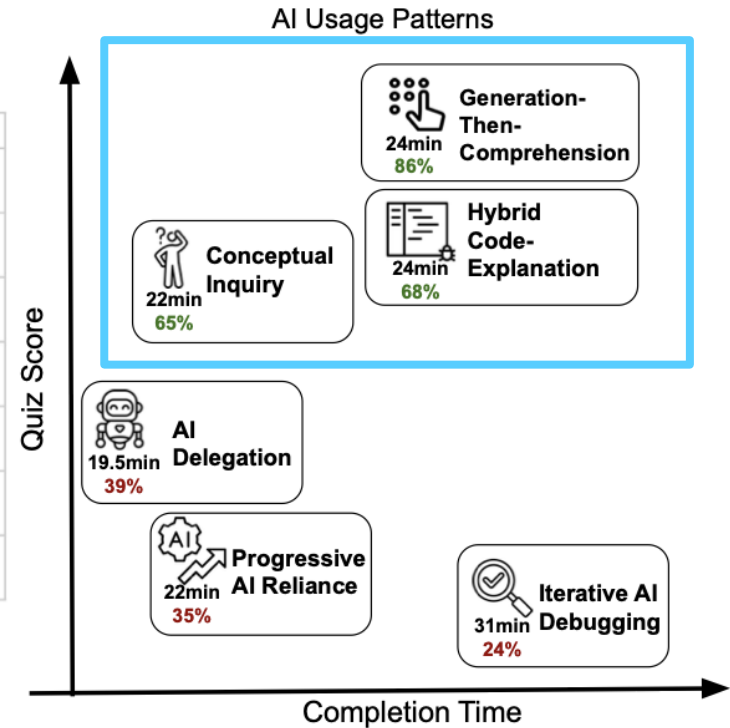 AI Usage Patterns
Generation-
Then-
Comprehension
24min
86%
Hybrid
Code-
Explanation
24min
68%
?
Conceptual
Inquiry
22min
65%
Quiz Score
AI
Delegation
19.5min
39%
AI
Progressive
AI Reliance
22min
35%
Iterative AI
Debugging
31min
24%
Completion Time